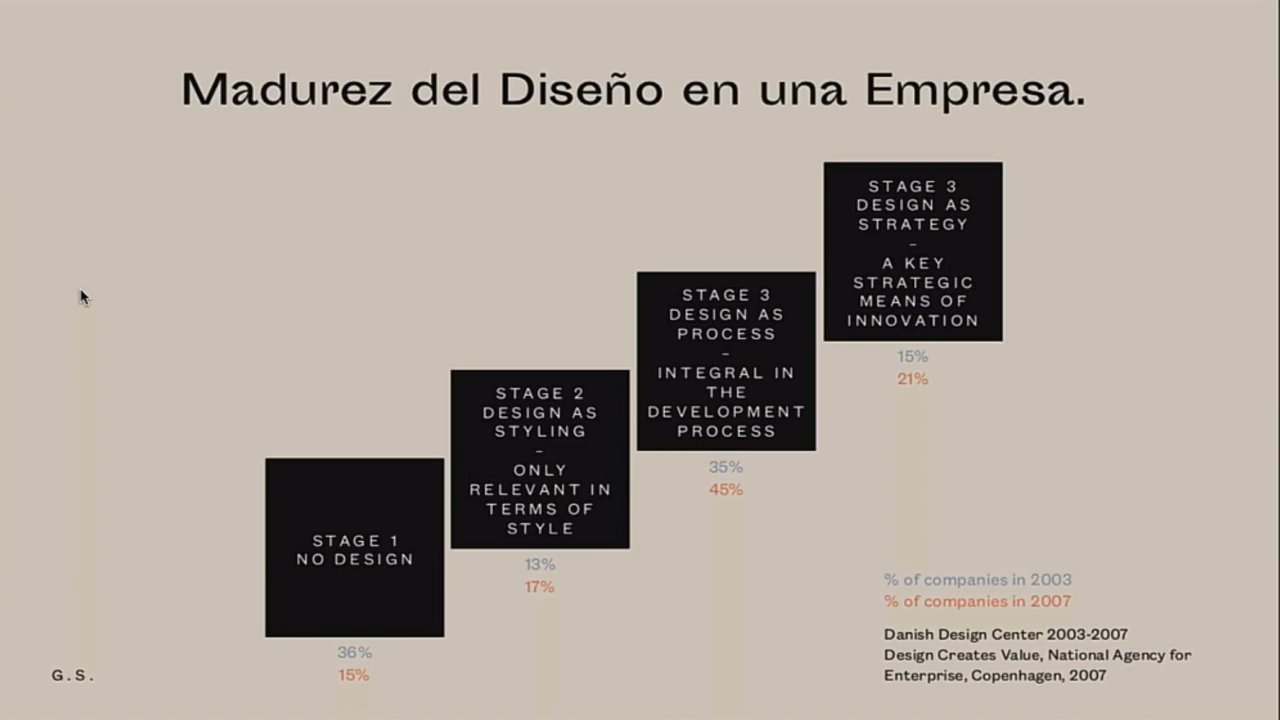 Madurez del Diseño en una Empresa.
STAGE 1
NO DESIGN
36%
15%
STAGE 2
DESIGN AS
STYLING
–
ONLY
RELEVANT IN
TERMS OF
STYLE
13%
17%
STAGE 3
DESIGN AS
PROCESS
–
INTEGRAL IN
THE
DEVELOPMENT
PROCESS
35%
45%
STAGE 3
DESIGN AS
STRATEGY
–
A KEY
STRATEGIC
MEANS OF
INNOVATION
15%
21%
% of companies in 2003
% of companies in 2007
Danish Design Center 2003-2007
Design Creates Value, National Agency for
Enterprise, Copenhagen, 2007
G.S.